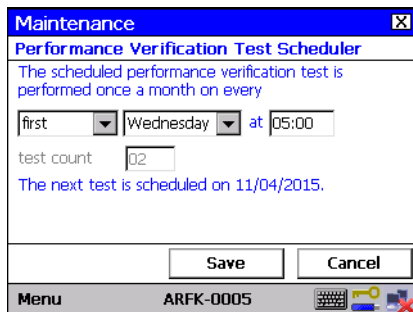 Maintenance
Performance Verification Test Scheduler
The scheduled performance verification test is
performed once a month on every
first Wednesday at 05:00
test count 02
The next test is scheduled on 11/04/2015.
Save Cancel
Menu ARFK-0005